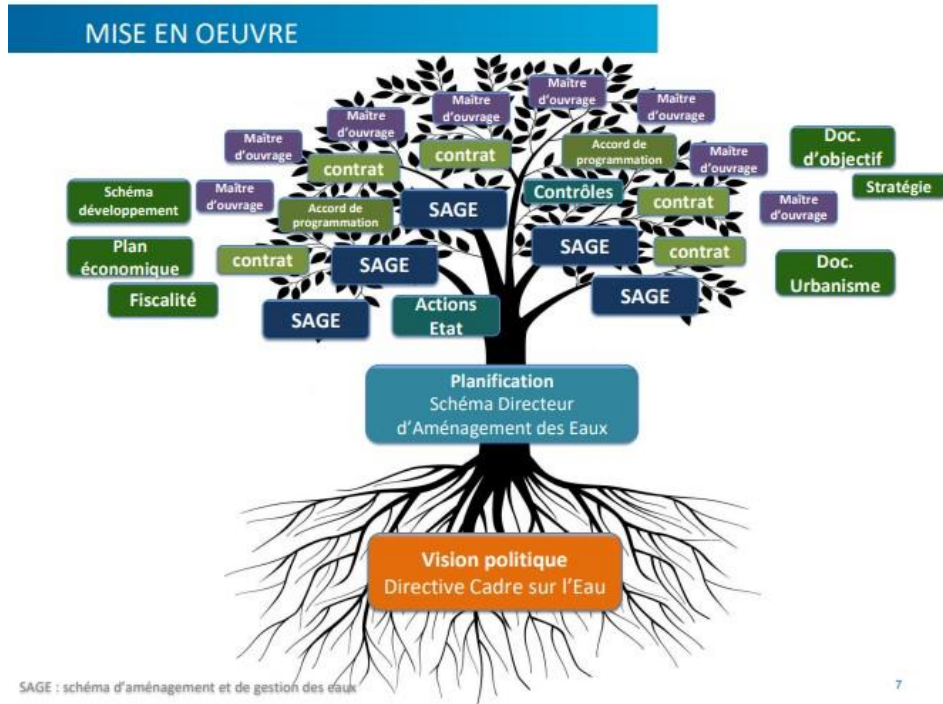 MISE EN OEUVRE
Maître
d'ouvrage
Maître
d'ouvrage
Maître
d'ouvrage
Maître
d'ouvrage
Maître
d'ouvrage
contrat
contrat
Accord de
programmation
Maître
d'ouvrage
Doc.
d'objectif
Schéma
développement
Maître
d'ouvrage
Accord de
programmation
SAGE
Contrôles
contrat
Maître
d'ouvrage
Stratégie
Plan
économique
contrat
SAGE
SAGE
contrat
Doc.
Urbanisme
Fiscalité
SAGE
Actions
Etat
SAGE
Planification
Schéma Directeur
d'Aménagement des Eaux
Vision politique
Directive Cadre sur l'Eau
SAGE : schéma d'aménagement et de gestion des eaux
7